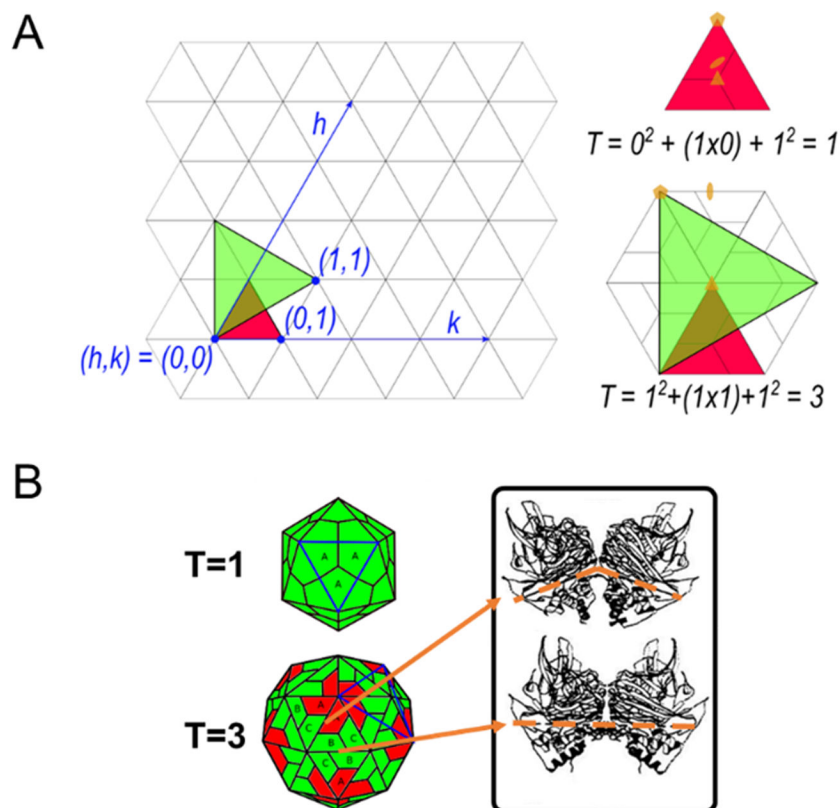 A
h
T = 0² + (1x0) + 1² = 1
(1,1)
(0,1)
k
(h,k) = (0,0)
T = 1²+(1x1)+1² = 3
B
T=1
A A
A
T=3
A
B
C
C C
B
C B
A